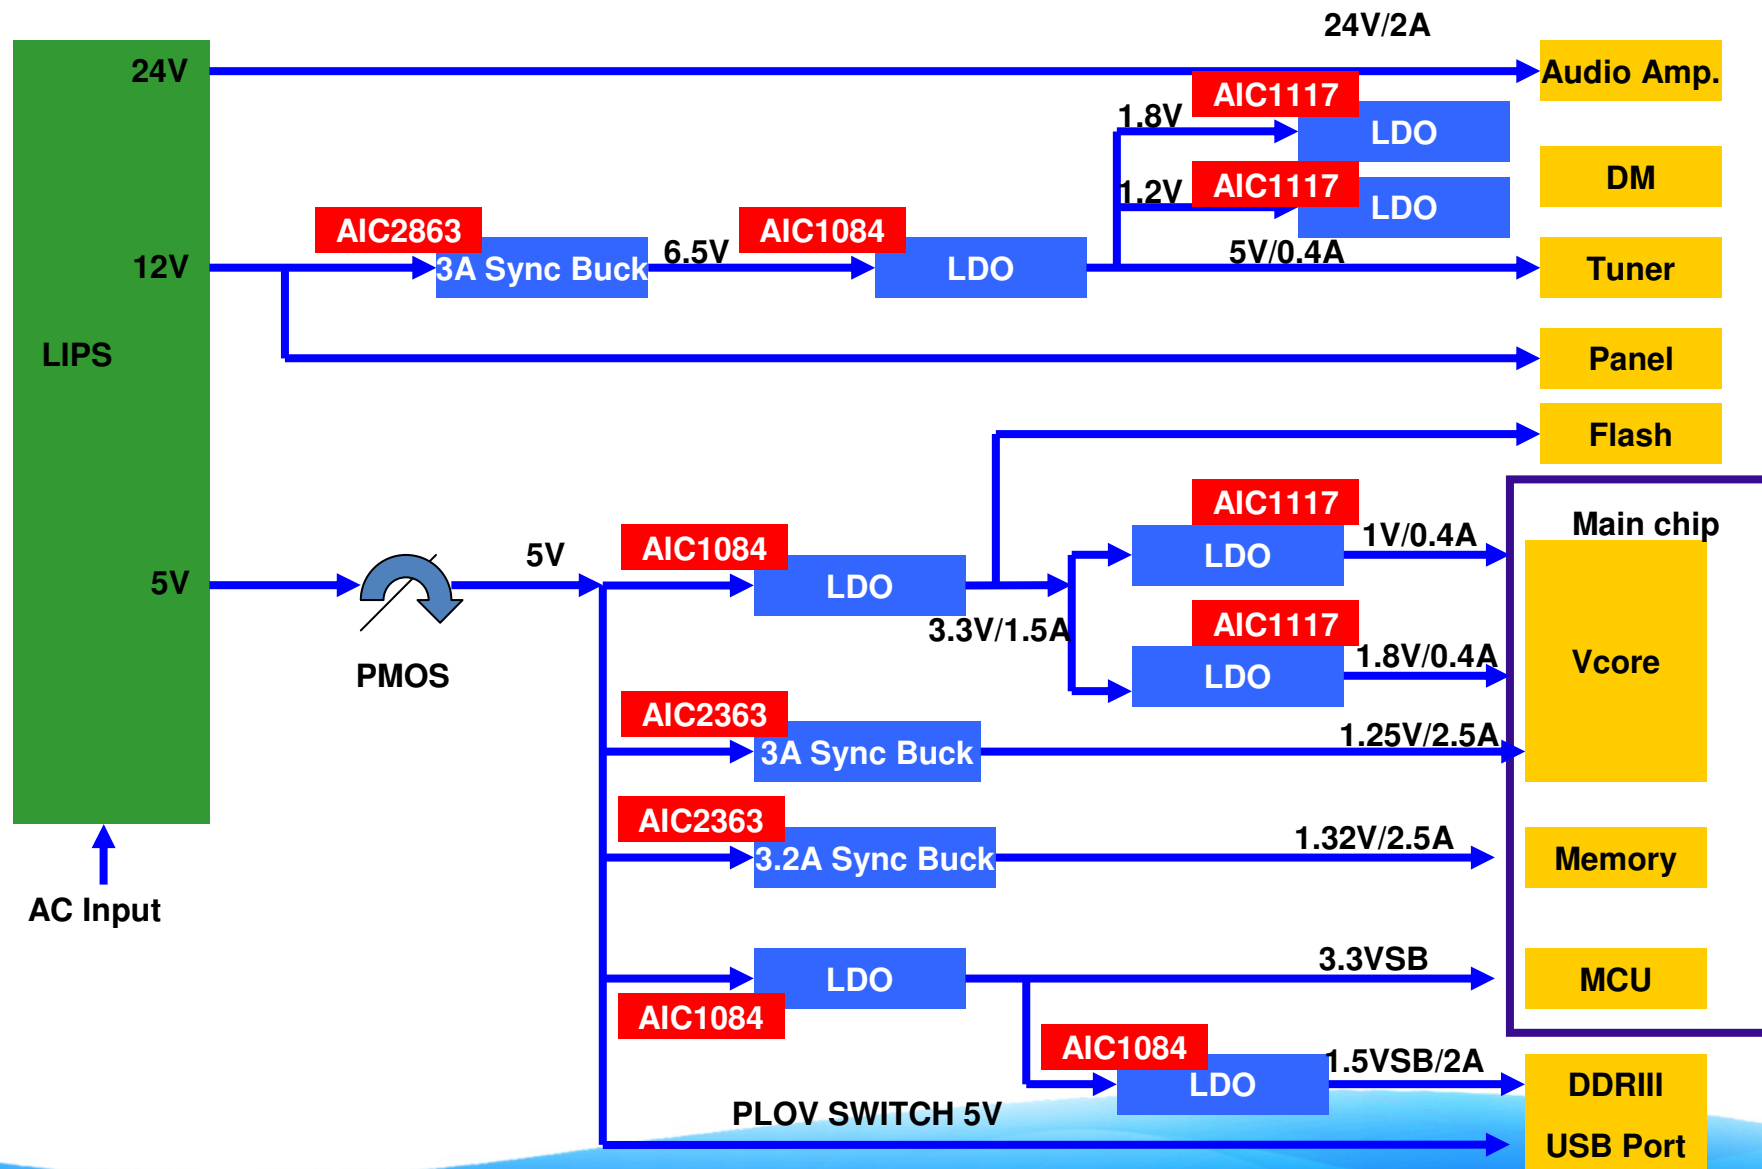 24V/2A
24V
Audio Amp.
AIC1117
1.8V
LDO
DM
1.2V
AIC1117
LDO
AIC2863
AIC1084
12V
3A Sync Buck
6.5V
LDO
5V/0.4A
Tuner
LIPS
Panel
Flash
AIC1117
Main chip
LDO
1V/0.4A
5V
5V
AIC1084
LDO
3.3V/1.5A
AIC1117
LDO
1.8V/0.4A
Vcore
PMOS
AIC2363
3A Sync Buck
1.25V/2.5A
AIC2363
3.2A Sync Buck
1.32V/2.5A
Memory
AC Input
LDO
3.3VSB
MCU
AIC1084
AIC1084
LDO
1.5VSB/2A
DDRIII
PLOV SWITCH 5V
USB Port